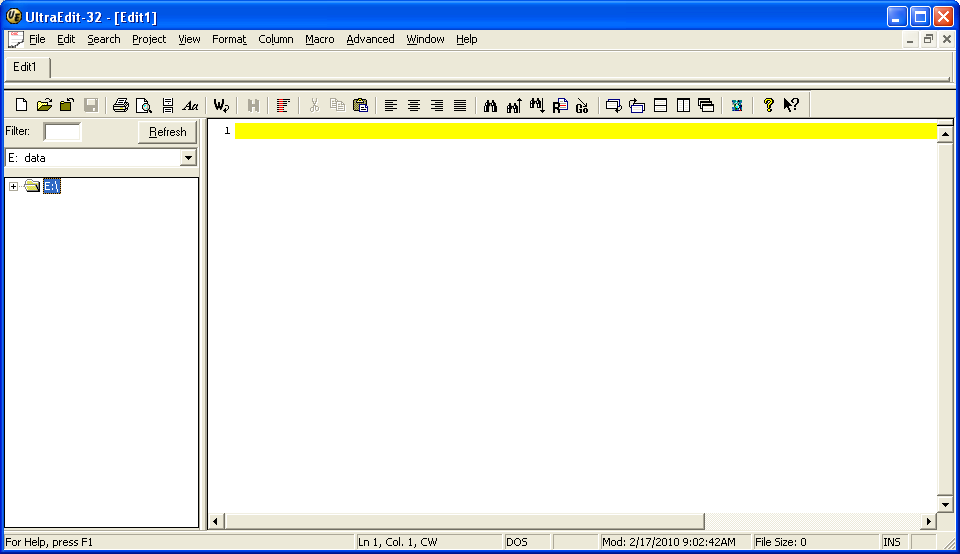 UltraEdit-32 - [Edit1]
File Edit Search Project View Format Column Macro Advanced Window Help
Edit1
Filter: Refresh
E: data
E:\
1
For Help, press F1 Ln 1, Col. 1, CW DOS Mod: 2/17/2010 9:02:42AM File Size: 0 INS